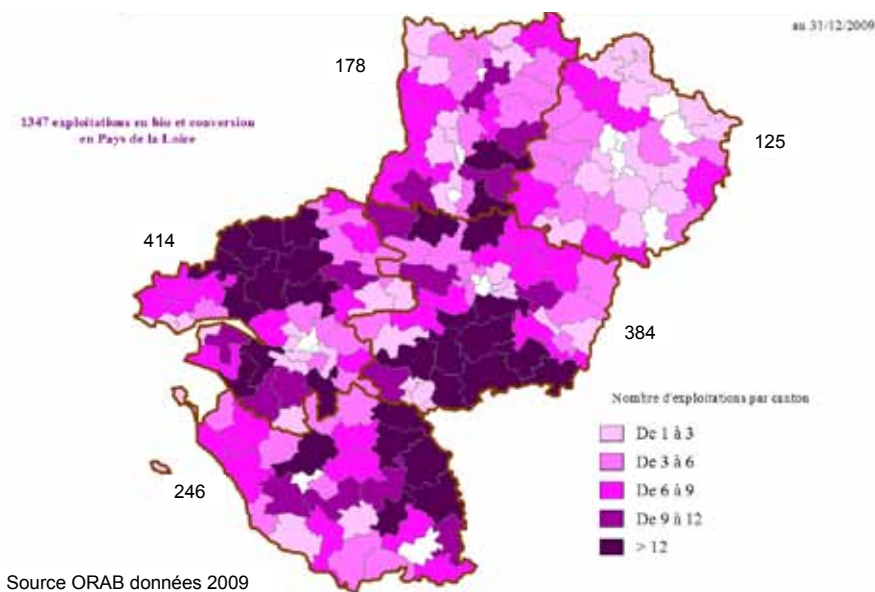 au 31/12/2009
178
1347 exploitations en bio et conversion
en Pays de la Loire
125
414
384
Nombre d'exploitations par canton
De 1 à 3
De 3 à 6
De 6 à 9
De 9 à 12
> 12
246
Source ORAB données 2009